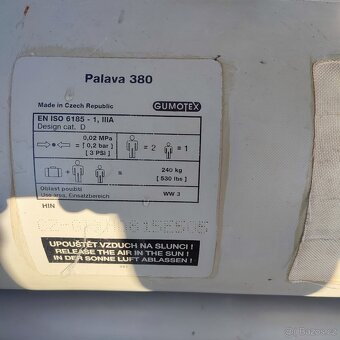 Palava 380
Made in Czech Republic
GUMOTEX
EN ISO 6185 - 1, IIIA
Design cat. D
0,02 MPa
[ 0,2 bar ]
[ 3 PSI ]
= 2
= 1
+
=
240 kg
[ 530 lbs ]
Oblast použití
Use area, Einsatzbereich
WW 3
HIN
UPOUŠTĚT VZDUCH NA SLUNCI !
RELEASE THE AIR IN THE SUN !
IN DER SONNE LUFT ABLASSEN !